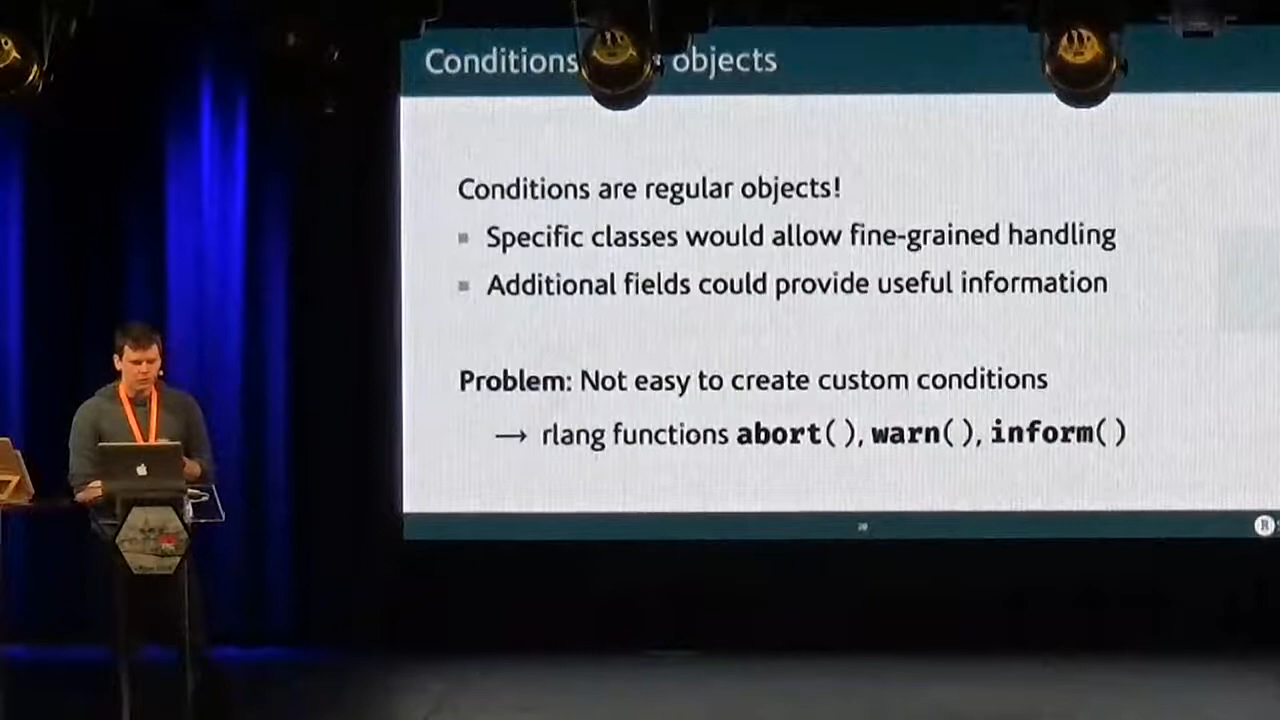 Conditions objects
Conditions are regular objects!
Specific classes would allow fine-grained handling
Additional fields could provide useful information
Problem: Not easy to create custom conditions
→ rlang functions abort(), warn(), inform()
R